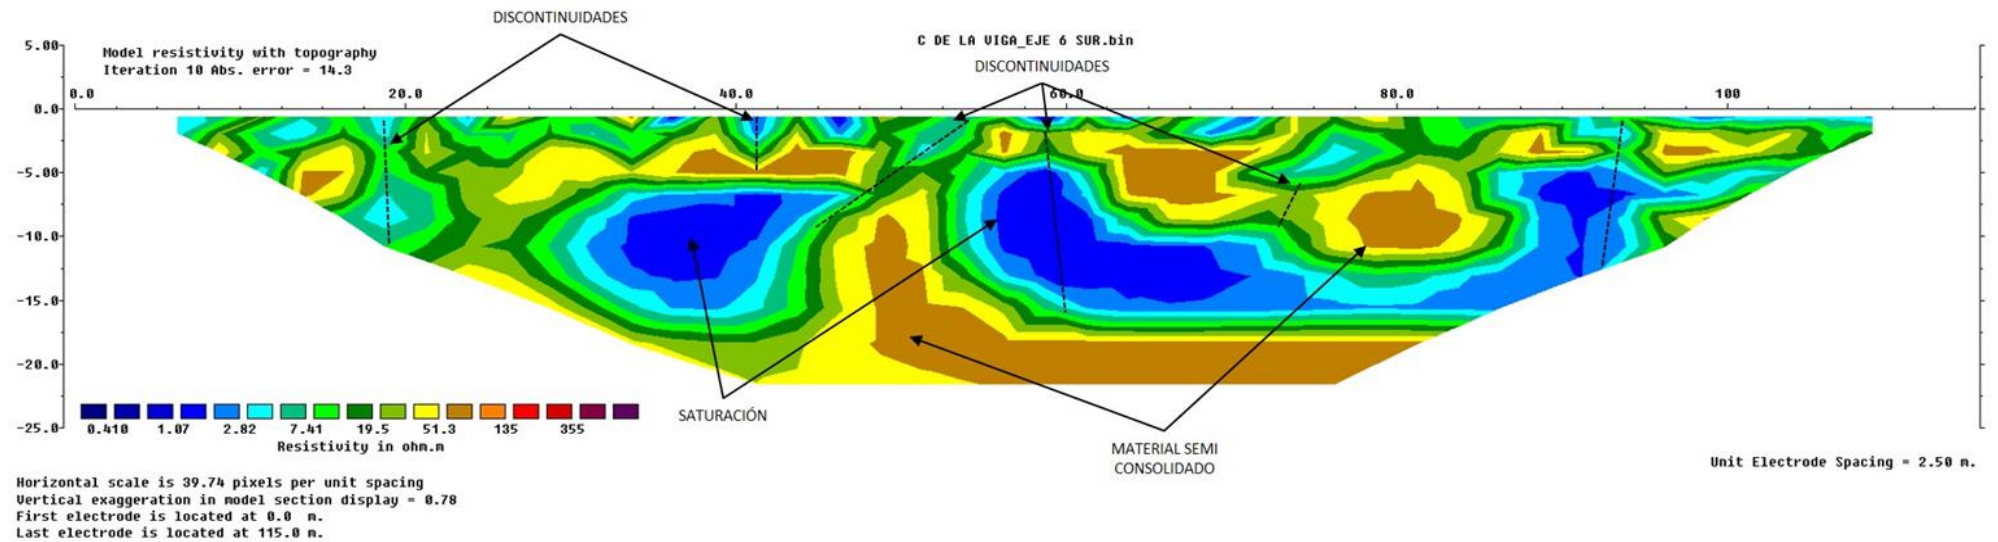 DISCONTINUIDADES
5.00
Model resistivity with topography
C DE LA VIGA_EJE 6 SUR.bin
Iteration 10 Abs. error = 14.3
DISCONTINUIDADES
0.0 20.0 40.0 60.0 80.0 100
0.0
-5.00
-10.0
-15.0
-20.0
-25.0
0.410 1.07 2.82 7.41 19.5 51.3 135 355
Resistivity in ohm.m
SATURACIÓN
MATERIAL SEMI
CONSOLIDADO
Unit Electrode Spacing = 2.50 m.
Horizontal scale is 39.74 pixels per unit spacing
Vertical exaggeration in model section display = 0.78
First electrode is located at 0.0 m.
Last electrode is located at 115.0 m.